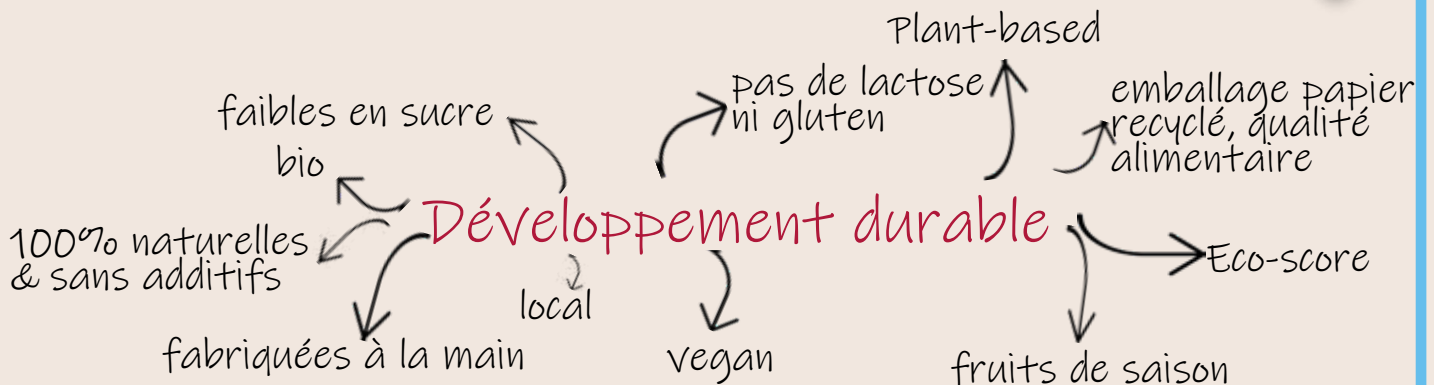 Plant-based
pas de lactose
ni gluten
emballage papier
recyclé, qualité
alimentaire
faibles en sucre
bio
Développement durable
100% naturelles
& sans additifs
Eco-score
local
fabriquées à la main
vegan
fruits de saison